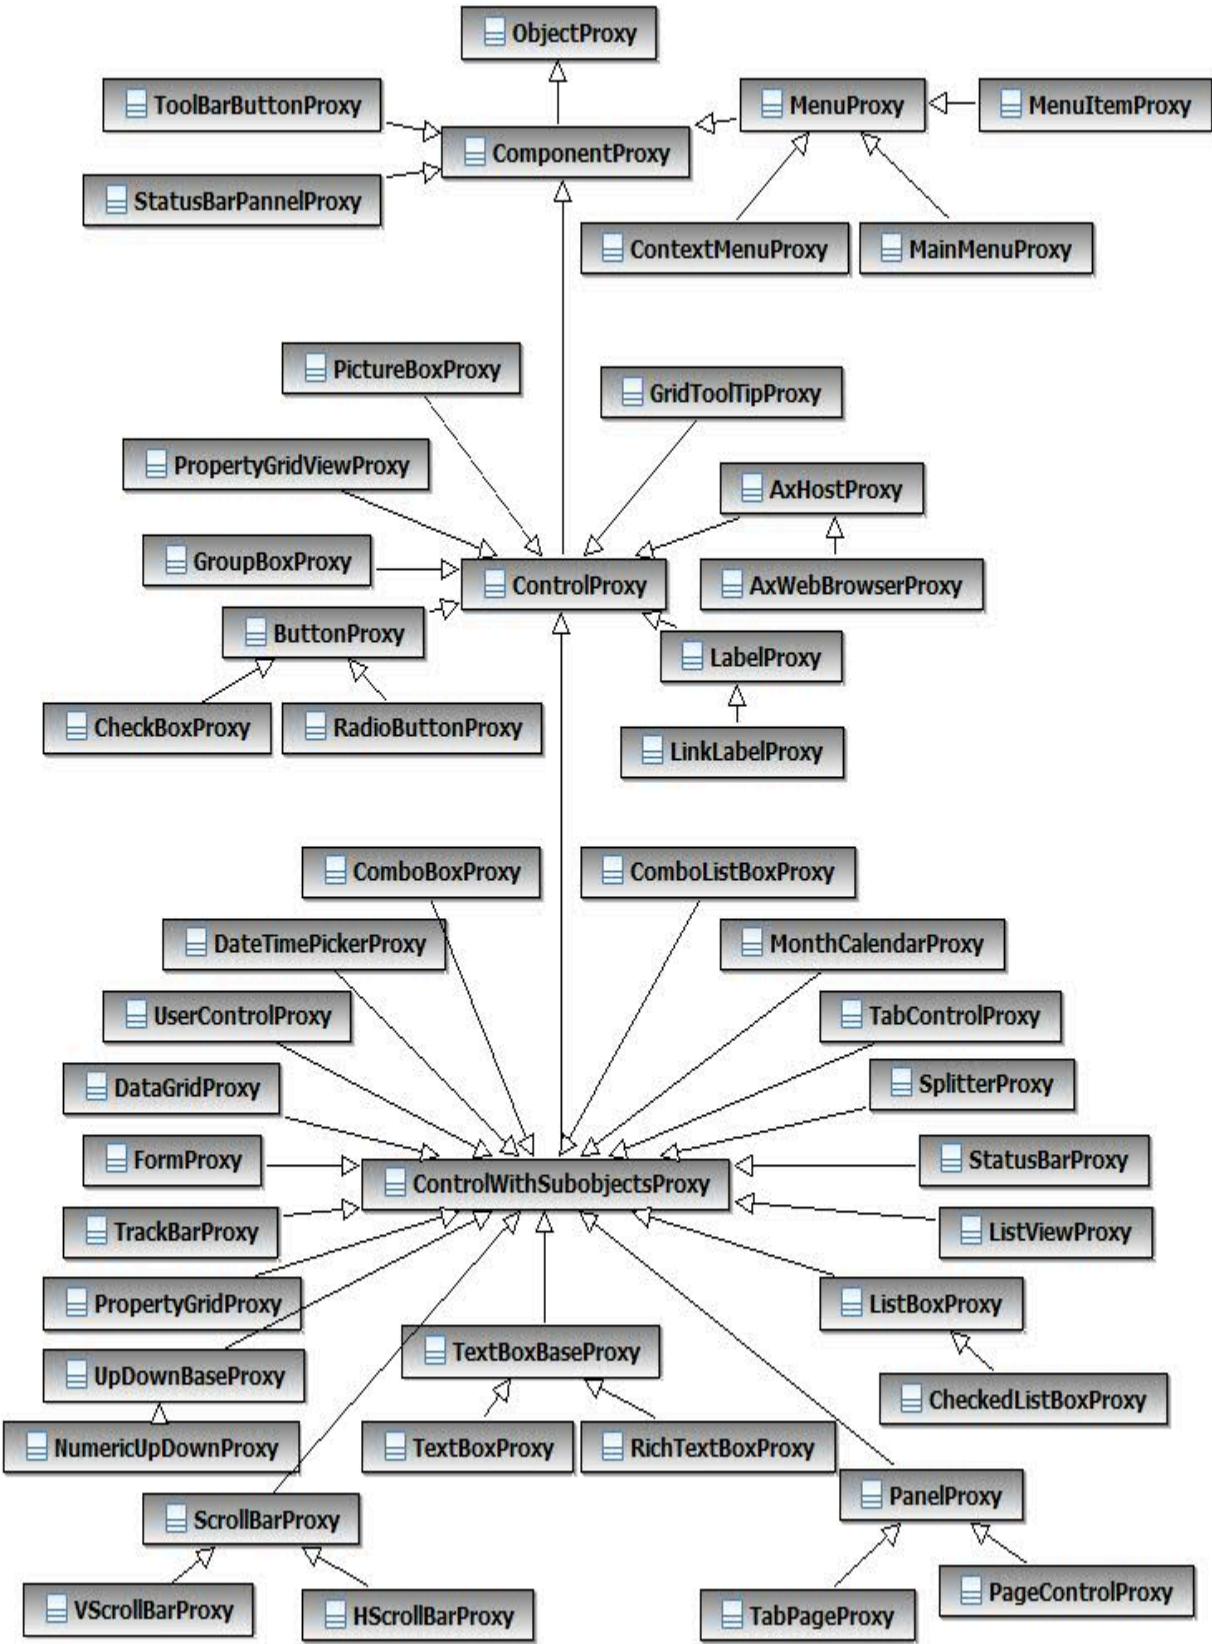 ObjectProxy
ToolBarButtonProxy
MenuProxy
MenuItemProxy
ComponentProxy
StatusBarPannelProxy
ContextMenuProxy
MainMenuProxy
PictureBoxProxy
GridToolTipProxy
PropertyGridViewProxy
AxHostProxy
GroupBoxProxy
ControlProxy
AxWebBrowserProxy
ButtonProxy
LabelProxy
CheckBoxProxy
RadioButtonProxy
LinkLabelProxy
ComboBoxProxy
ComboListBoxProxy
DateTimePickerProxy
MonthCalendarProxy
UserControlProxy
TabControlProxy
DataGridProxy
SplitterProxy
FormProxy
StatusBarProxy
ControlWithSubobjectsProxy
TrackBarProxy
ListViewProxy
PropertyGridProxy
ListBoxProxy
TextBoxBaseProxy
UpDownBaseProxy
CheckedListBoxProxy
NumericUpDownProxy
TextBoxProxy
RichTextBoxProxy
PanelProxy
ScrollBarProxy
PageControlProxy
VScrollBarProxy
HScrollBarProxy
TabPageProxy